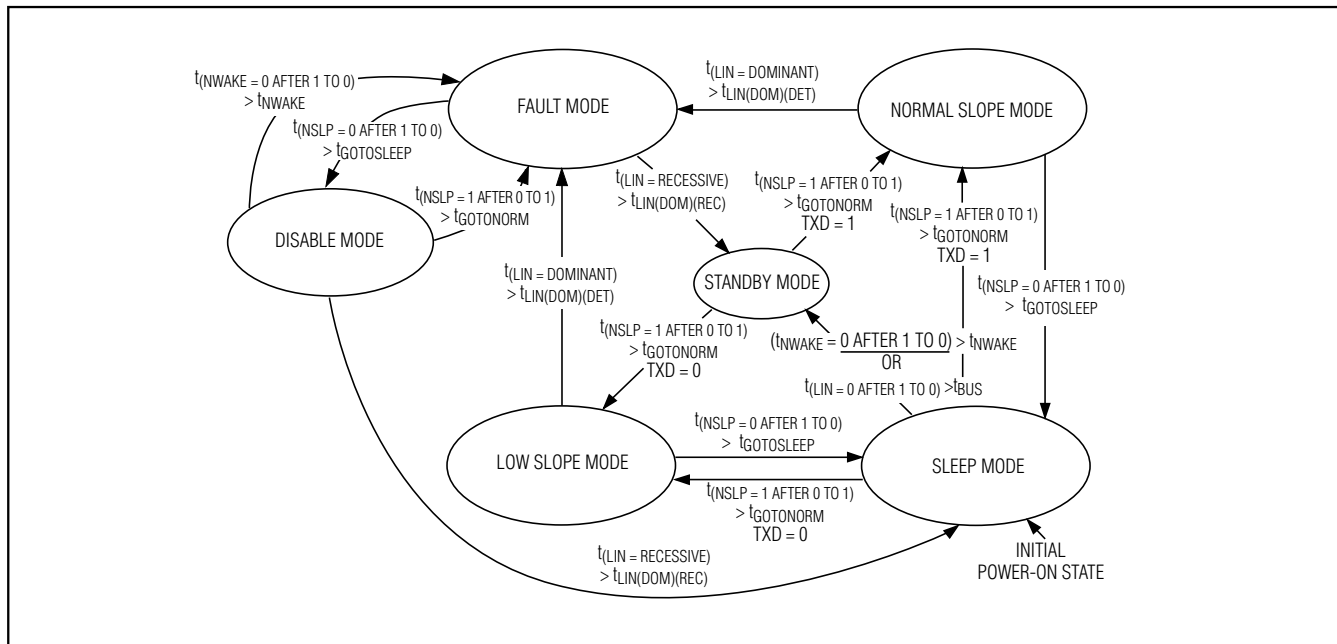 t(NWAKE = 0 AFTER 1 TO 0)
> tNWAKE
FAULT MODE
t(LIN = DOMINANT)
> tLIN(DOM)(DET)
NORMAL SLOPE MODE
t(NSLP = 0 AFTER 1 TO 0)
> tGOTOSLEEP
t(NSLP = 1 AFTER 0 TO 1)
> tGOTONORM
DISABLE MODE
t(LIN = RECESSIVE)
> tLIN(DOM)(REC)
t(NSLP = 1 AFTER 0 TO 1)
> tGOTONORM
TXD = 1
t(NSLP = 1 AFTER 0 TO 1)
> tGOTONORM
TXD = 1
t(LIN = DOMINANT)
> tLIN(DOM)(DET)
STANDBY MODE
t(NSLP = 0 AFTER 1 TO 0)
> tGOTOSLEEP
t(NSLP = 1 AFTER 0 TO 1)
> tGOTONORM
TXD = 0
(tNWAKE = 0 AFTER 1 TO 0) > tNWAKE
OR
t(LIN = 0 AFTER 1 TO 0) >tBUS
LOW SLOPE MODE
t(NSLP = 0 AFTER 1 TO 0)
> tGOTOSLEEP
SLEEP MODE
t(NSLP = 1 AFTER 0 TO 1)
> tGOTONORM
TXD = 0
t(LIN = RECESSIVE)
> tLIN(DOM)(REC)
INITIAL
POWER-ON STATE